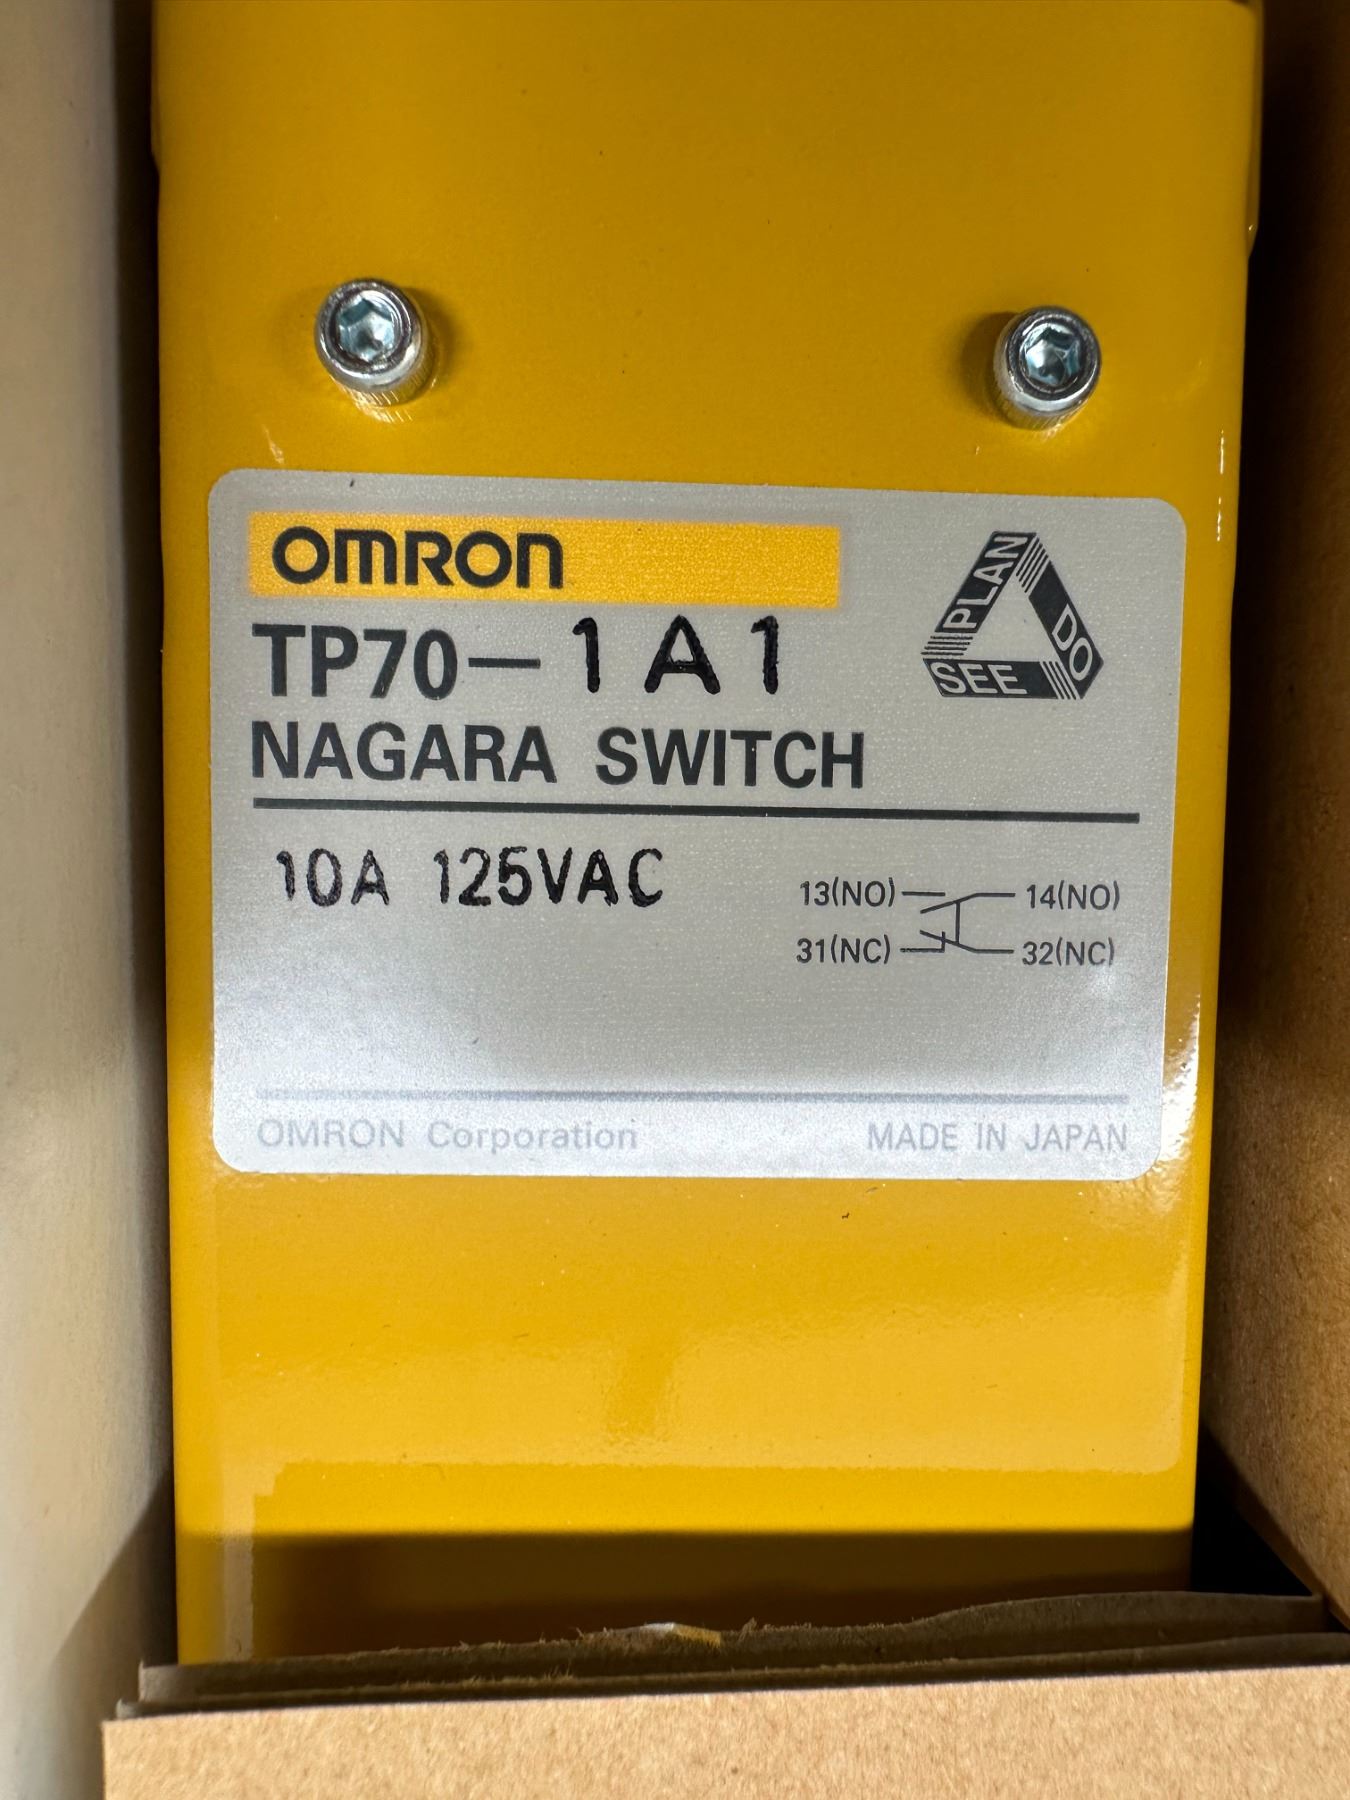 OMRON
TP70-1A1
NAGARA SWITCH
PLAN
DO
SEE
10A 125VAC
13(NO) 14(NO)
31(NC) 32(NC)
OMRON Corporation MADE IN JAPAN